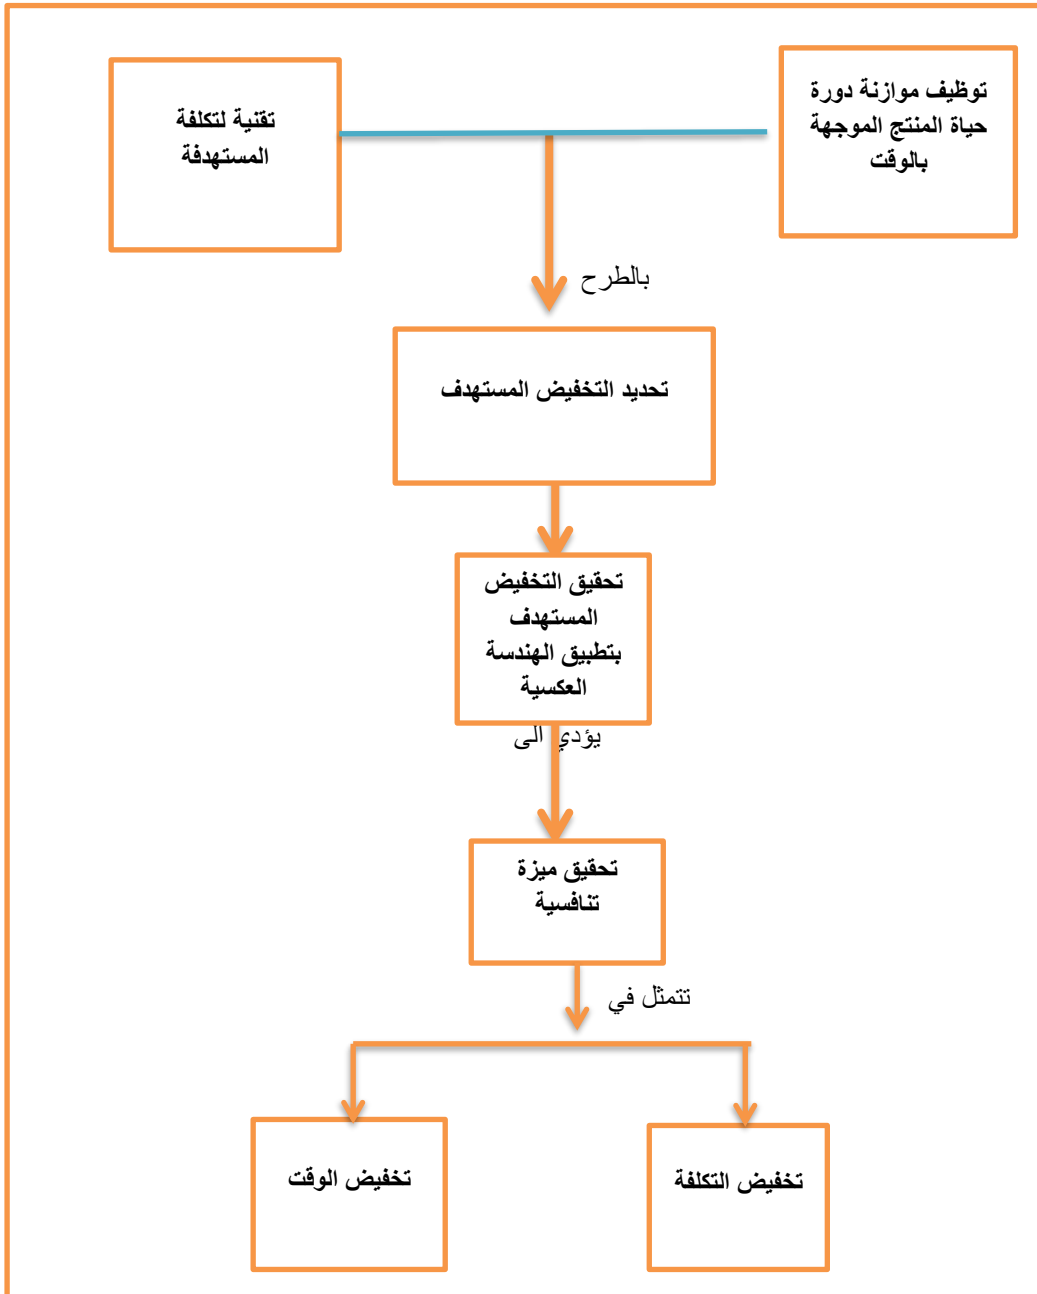 توظيف موازنة دورة
حياة المنتج الموجهة
بالوقت
تقنية لتكلفة
المستهدفة
بالطرح
تحديد التخفيض المستهدف
تحقيق التخفيض
المستهدف
بتطبيق الهندسة
العكسية
يؤدي الى
تحقيق ميزة
تنافسية
تتمثل في
تخفيض التكلفة
تخفيض الوقت